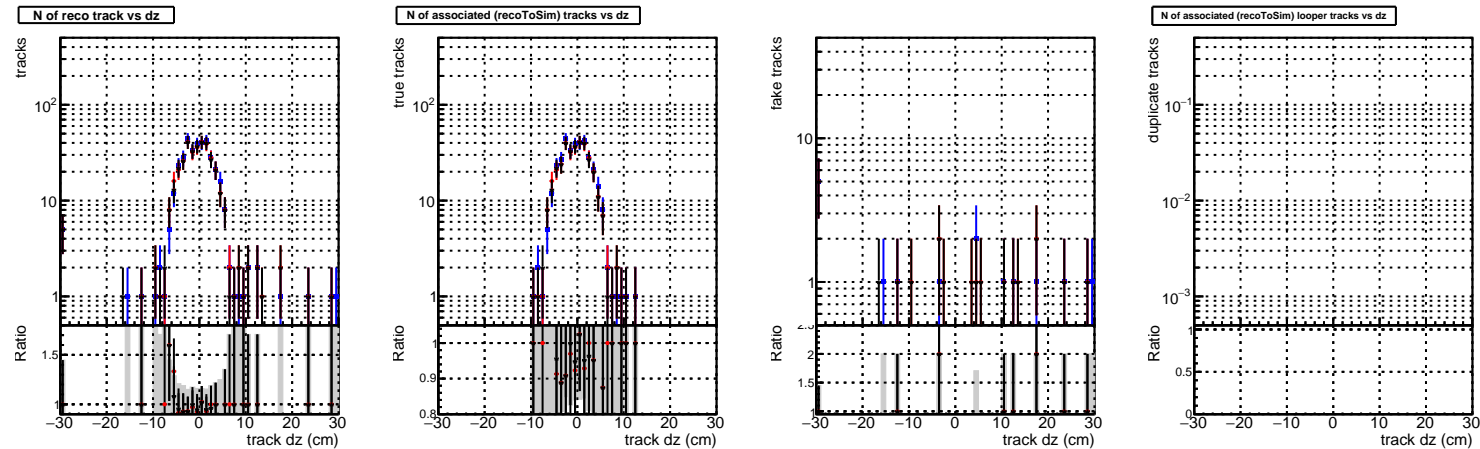 N of reco track vs dz
tracks
10²
10
1
Ratio
1.5
1
−30 −20 −10 0 10 20 30
track dz (cm)
N of associated (recoToSim) tracks vs dz
true tracks
10²
10
1
Ratio
1
0.9
0.8
−30 −20 −10 0 10 20 30
track dz (cm)
fake tracks
10
1
Ratio
2.5
2
1.5
1
−30 −20 −10 0 10 20 30
track dz (cm)
N of associated (recoToSim) looper tracks vs dz
duplicate tracks
10⁻¹
10⁻²
10⁻³
Ratio
1
0.5
0
−30 −20 −10 0 10 20 30
track dz (cm)